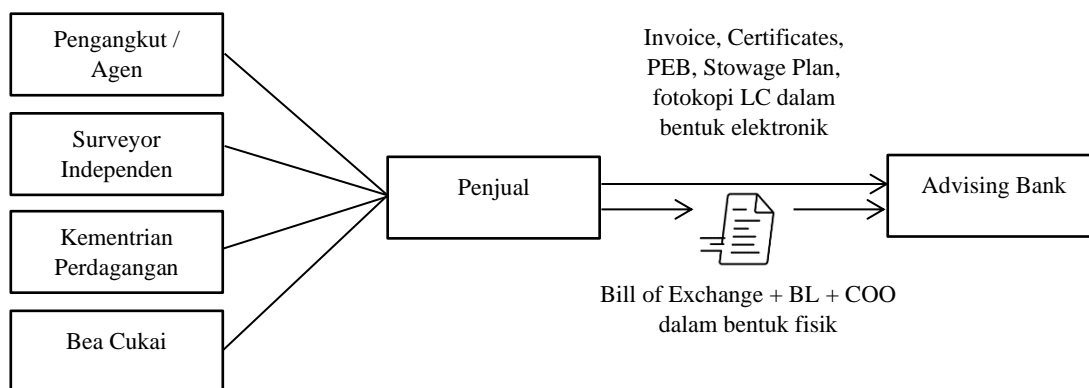 Pengangkut /
Agen
Surveyor
Independen
Kementrian
Perdagangan
Bea Cukai
Penjual
Invoice, Certificates,
PEB, Stowage Plan,
fotokopi LC dalam
bentuk elektronik
Bill of Exchange + BL + COO
dalam bentuk fisik
Advising Bank